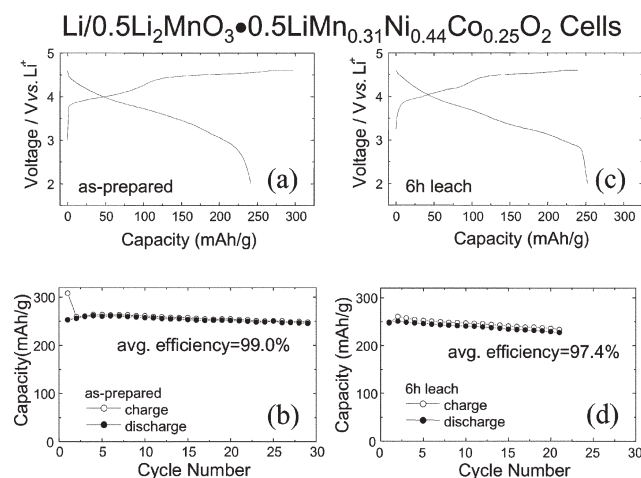 Li/0.5Li₂MnO₃•0.5LiMn₀.₃₁Ni₀.₄₄Co₀.₂₅O₂ Cells
5
4
3
2
Voltage / V vs. Li⁺
as-prepared
(a)
0 50 100 150 200 250 300
Capacity (mAh/g)
5
4
3
2
Voltage / V vs. Li⁺
6h leach
(c)
0 50 100 150 200 250 300
Capacity (mAh/g)
300
200
100
0
Capacity(mAh/g)
avg. efficiency=99.0%
as-prepared
charge
discharge
(b)
0 5 10 15 20 25 30
Cycle Number
300
200
100
0
Capacity (mAh/g)
avg. efficiency=97.4%
6h leach
charge
discharge
(d)
0 5 10 15 20 25 30
Cycle Number